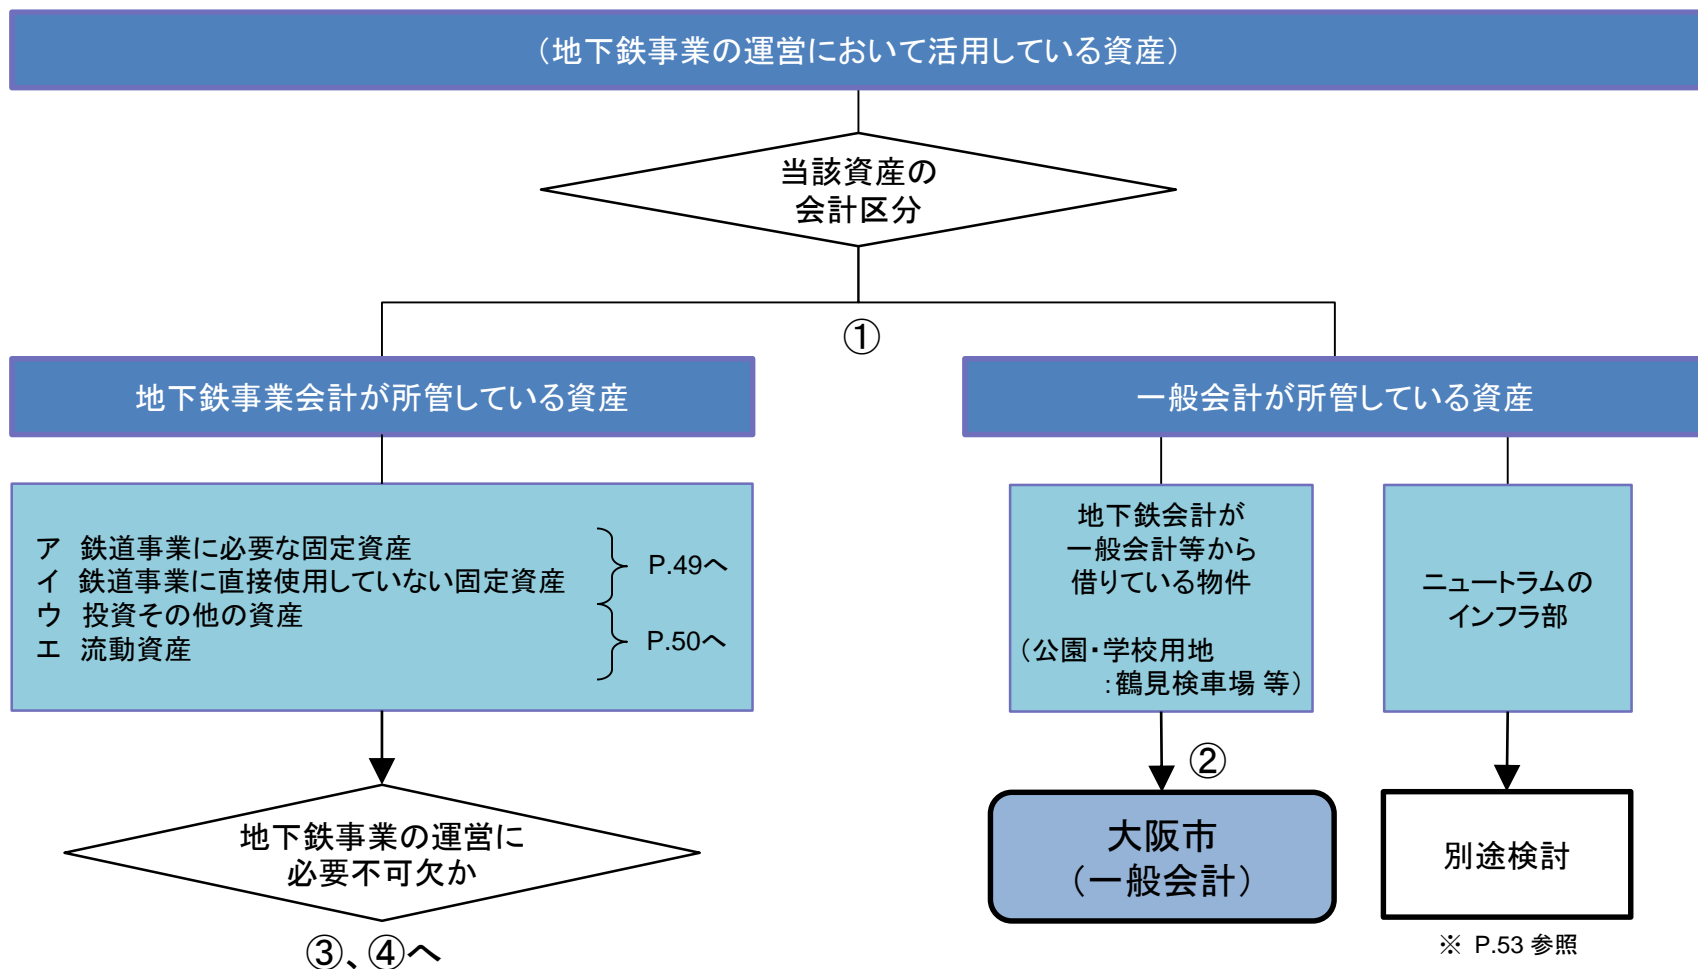 （地下鉄事業の運営において活用している資産）
当該資産の
会計区分
①
地下鉄事業会計が所管している資産
一般会計が所管している資産
ア 鉄道事業に必要な固定資産
イ 鉄道事業に直接使用していない固定資産
ウ 投資その他の資産
エ 流動資産
P.49へ
P.50へ
地下鉄会計が
一般会計等から
借りている物件
（公園・学校用地
：鶴見検車場 等）
ニュートラムの
インフラ部
②
地下鉄事業の運営に
必要不可欠か
③、④へ
大阪市
（一般会計）
別途検討
※ P.53 参照